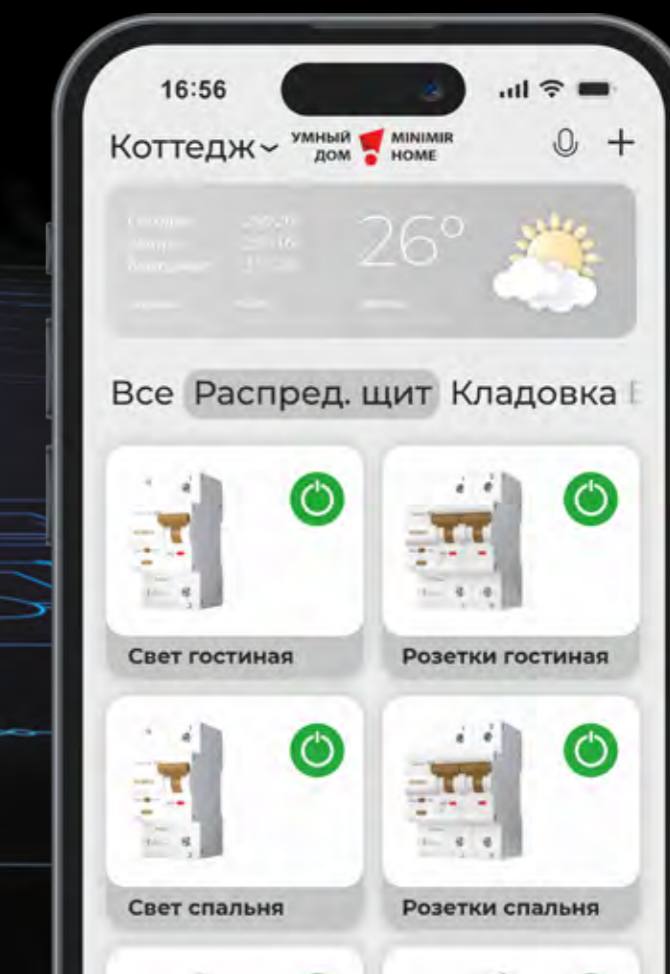 16:56
Коттедж
УМНЫЙ ДОМ
MINIMIR HOME
26°
Все Распред. щит Кладовка
Свет гостиная
Розетки гостиная
Свет спальня
Розетки спальня